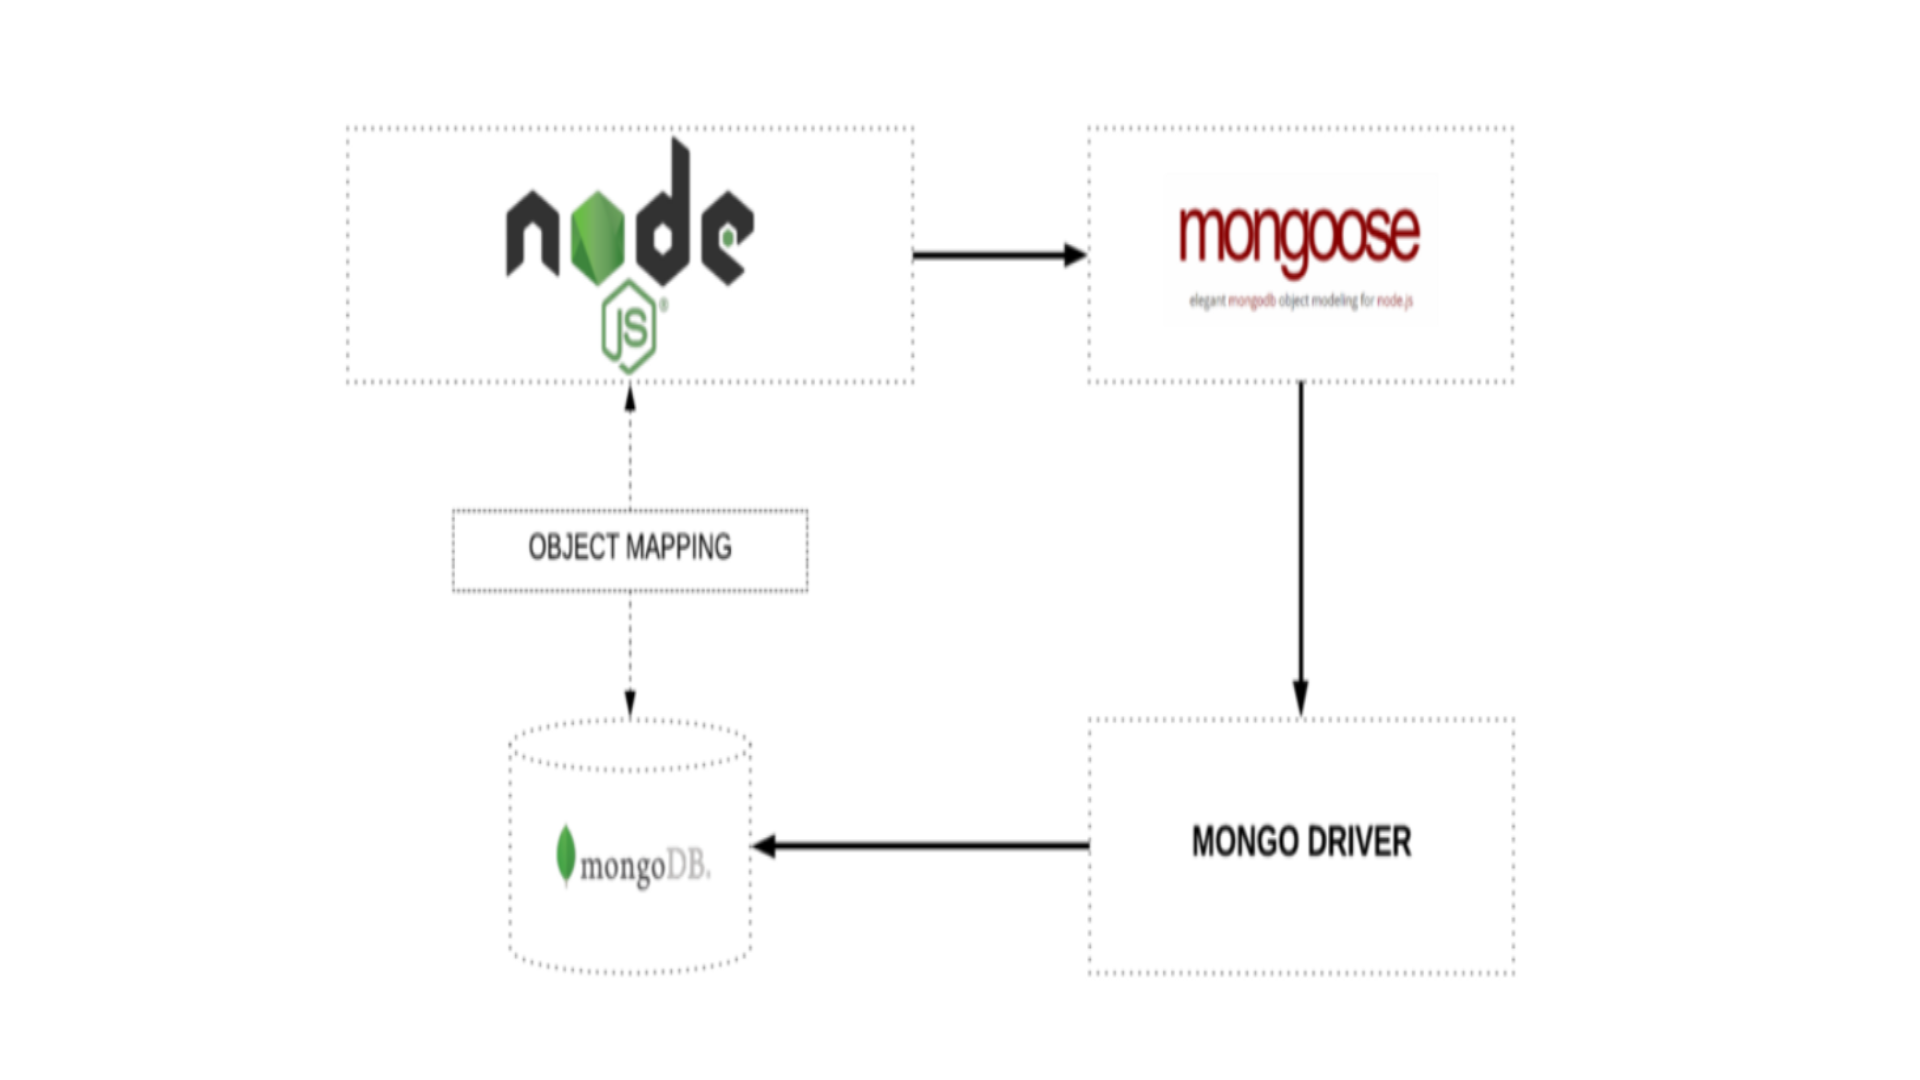 node
JS®
mongoose
elegant mongodb object modeling for node.js
OBJECT MAPPING
mongoDB.
MONGO DRIVER